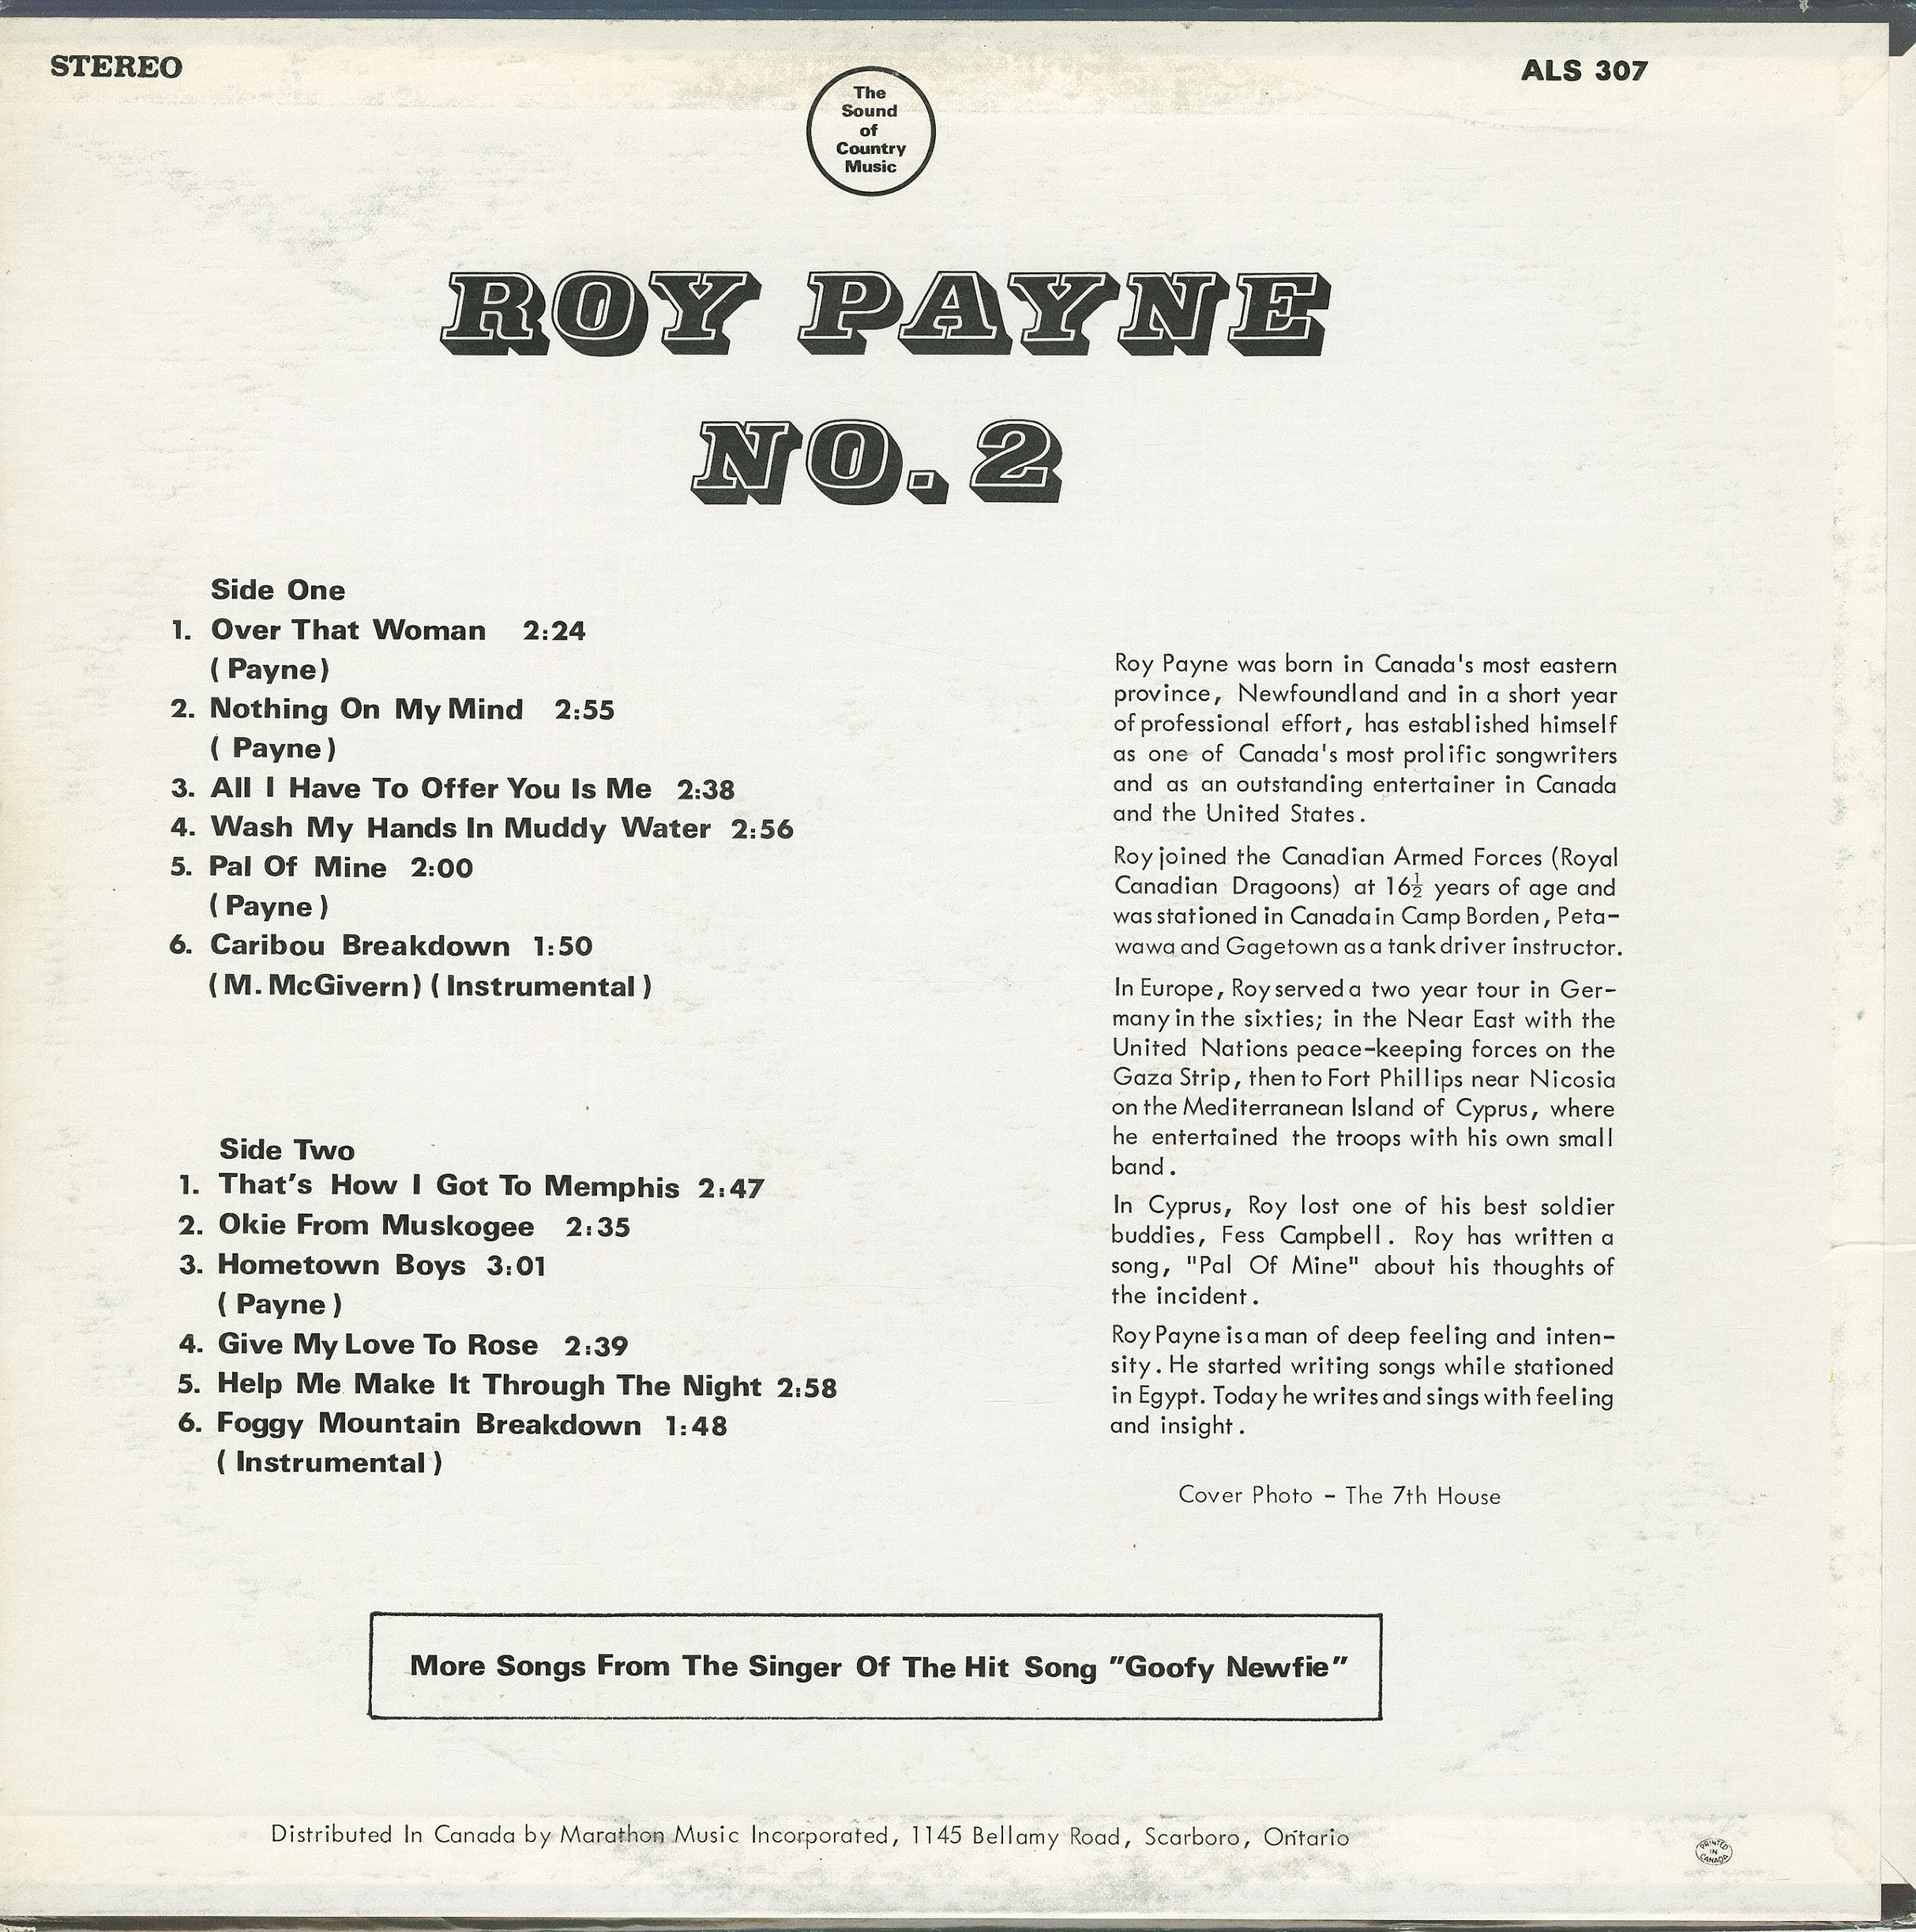 STEREO
ALS 307
The
Sound
of
Country
Music
ROY PAYNE
NO. 2
Side One
1. Over That Woman 2:24
(Payne)
2. Nothing On My Mind 2:55
(Payne)
3. All I Have To Offer You Is Me 2:38
4. Wash My Hands In Muddy Water 2:56
5. Pal Of Mine 2:00
(Payne)
6. Caribou Breakdown 1:50
(M. McGivern) (Instrumental)
Side Two
1. That's How I Got To Memphis 2:47
2. Okie From Muskogee 2:35
3. Hometown Boys 3:01
(Payne)
4. Give My Love To Rose 2:39
5. Help Me Make It Through The Night 2:58
6. Foggy Mountain Breakdown 1:48
(Instrumental)
Roy Payne was born in Canada's most eastern
province, Newfoundland and in a short year
of professional effort, has established himself
as one of Canada's most prolific songwriters
and as an outstanding entertainer in Canada
and the United States.
Roy joined the Canadian Armed Forces (Royal
Canadian Dragoons) at 16½ years of age and
was stationed in Canada in Camp Borden, Peta-
wawa and Gagetown as a tank driver instructor.
In Europe, Roy served a two year tour in Ger-
many in the sixties; in the Near East with the
United Nations peace-keeping forces on the
Gaza Strip, then to Fort Phillips near Nicosia
on the Mediterranean Island of Cyprus, where
he entertained the troops with his own small
band.
In Cyprus, Roy lost one of his best soldier
buddies, Fess Campbell. Roy has written a
song, "Pal Of Mine" about his thoughts of
the incident.
Roy Payne is a man of deep feeling and inten-
sity. He started writing songs while stationed
in Egypt. Today he writes and sings with feeling
and insight.
Cover Photo - The 7th House
More Songs From The Singer Of The Hit Song "Goofy Newfie"
Distributed In Canada by Marathon Music Incorporated, 1145 Bellamy Road, Scarboro, Ontario
PRINTED
IN
CANADA